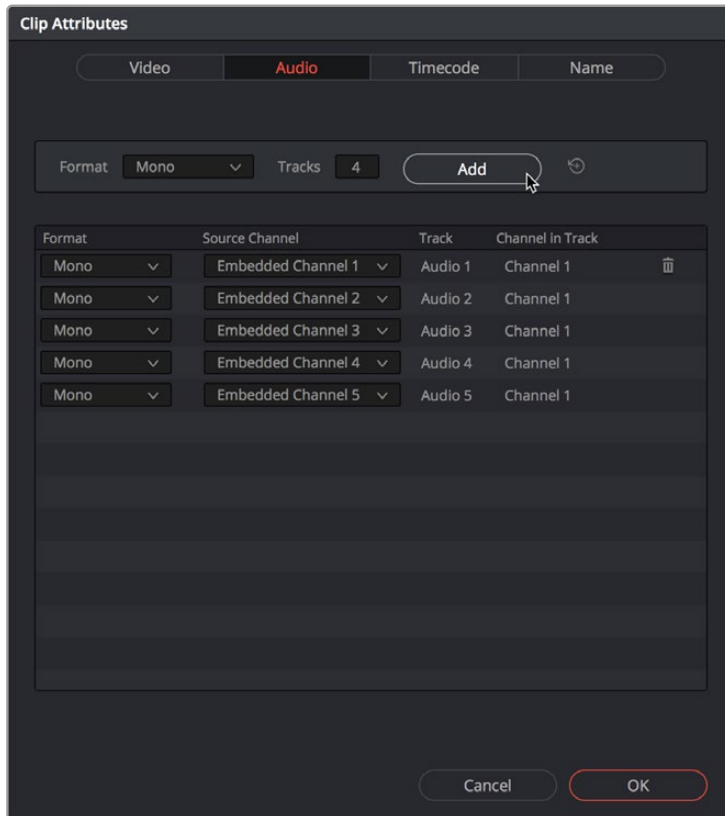 Clip Attributes
Video Audio Timecode Name
Format Mono Tracks 4 Add
Format Source Channel Track Channel in Track
Mono Embedded Channel 1 Audio 1 Channel 1
Mono Embedded Channel 2 Audio 2 Channel 1
Mono Embedded Channel 3 Audio 3 Channel 1
Mono Embedded Channel 4 Audio 4 Channel 1
Mono Embedded Channel 5 Audio 5 Channel 1
Cancel OK